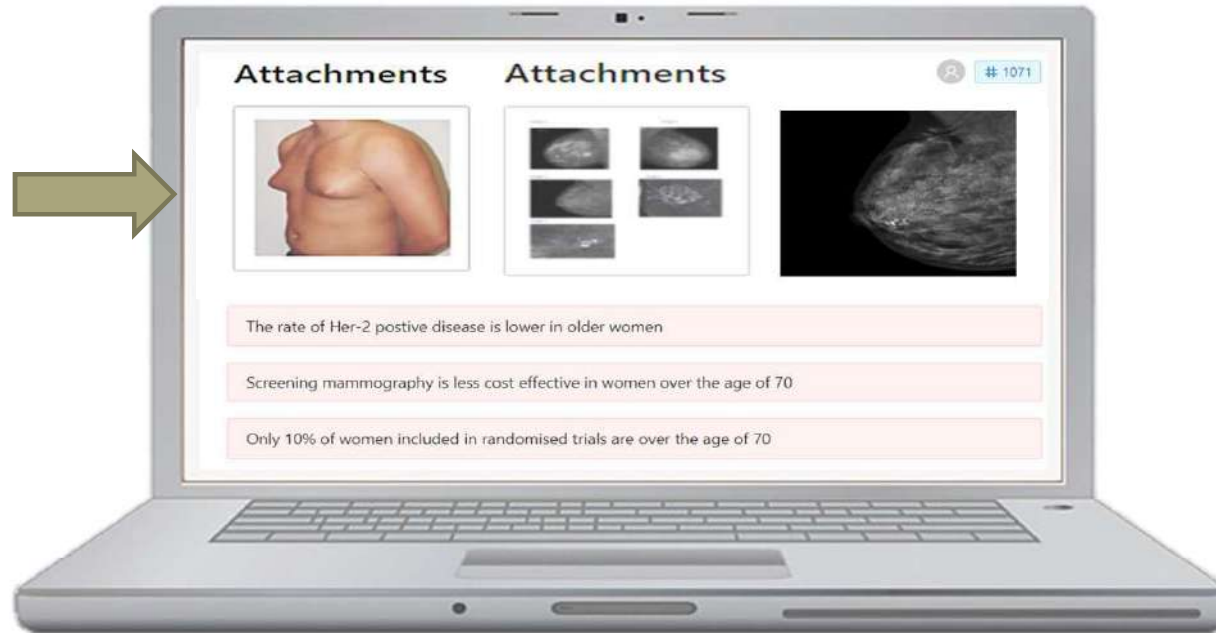 Attachments
Attachments
# 1071
The rate of Her-2 postive disease is lower in older women
Screening mammography is less cost effective in women over the age of 70
Only 10% of women included in randomised trials are over the age of 70